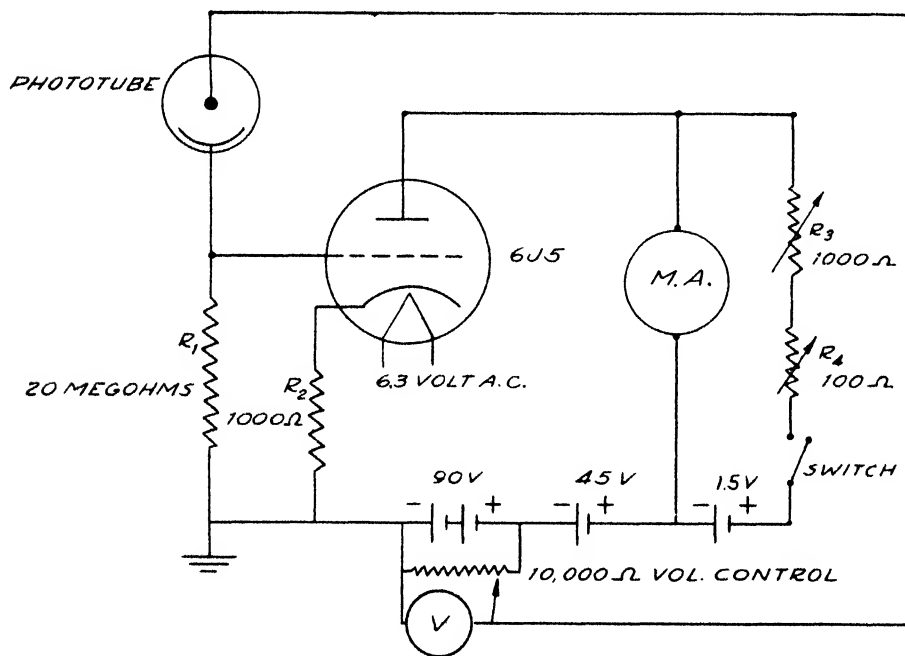 PHOTOTUBE
6J5
R3
1000Ω
M.A.
R1
R4
100Ω
20 MEGOHMS
R2
1000Ω
6.3 VOLT A.C.
SWITCH
90V
45V
1.5V
- + - + - +
10,000Ω VOL. CONTROL
V